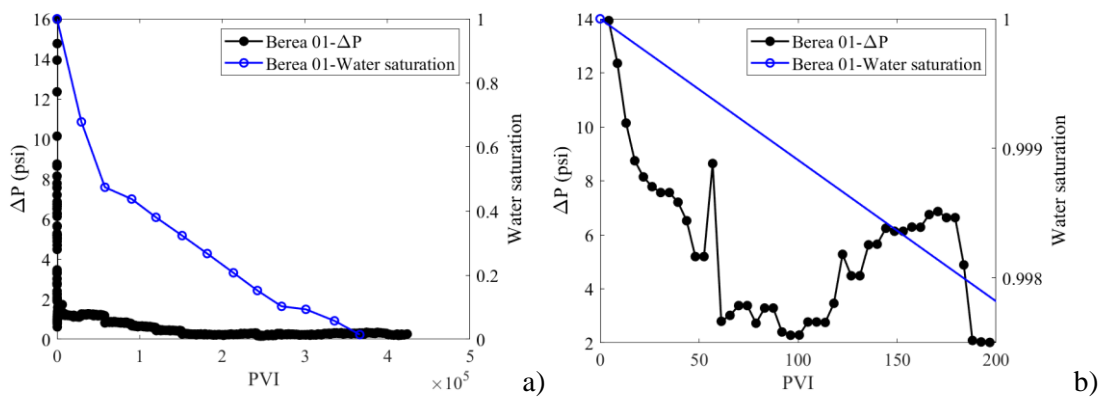 16
14
12
10
8
6
4
2
0
ΔP (psi)
Berea 01-ΔP
Berea 01-Water saturation
1
0.8
0.6
0.4
0.2
0
Water saturation
0 1 2 3 4 5
PVI
×10^5
a)
14
12
10
8
6
4
2
ΔP (psi)
Berea 01-ΔP
Berea 01-Water saturation
1
0.999
0.998
Water saturation
0 50 100 150 200
PVI
b)